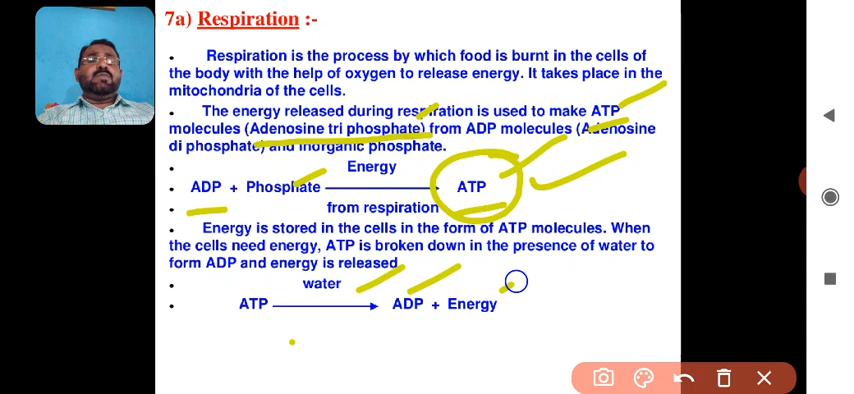 7a) Respiration :-
• Respiration is the process by which food is burnt in the cells of
the body with the help of oxygen to release energy. It takes place in the
mitochondria of the cells.
• The energy released during respiration is used to make ATP
molecules (Adenosine tri phosphate) from ADP molecules (Adenosine
di phosphate) and inorganic phosphate.
• Energy
• ADP + Phosphate ATP
• from respiration
• Energy is stored in the cells in the form of ATP molecules. When
the cells need energy, ATP is broken down in the presence of water to
form ADP and energy is released
• water
• ATP ADP + Energy